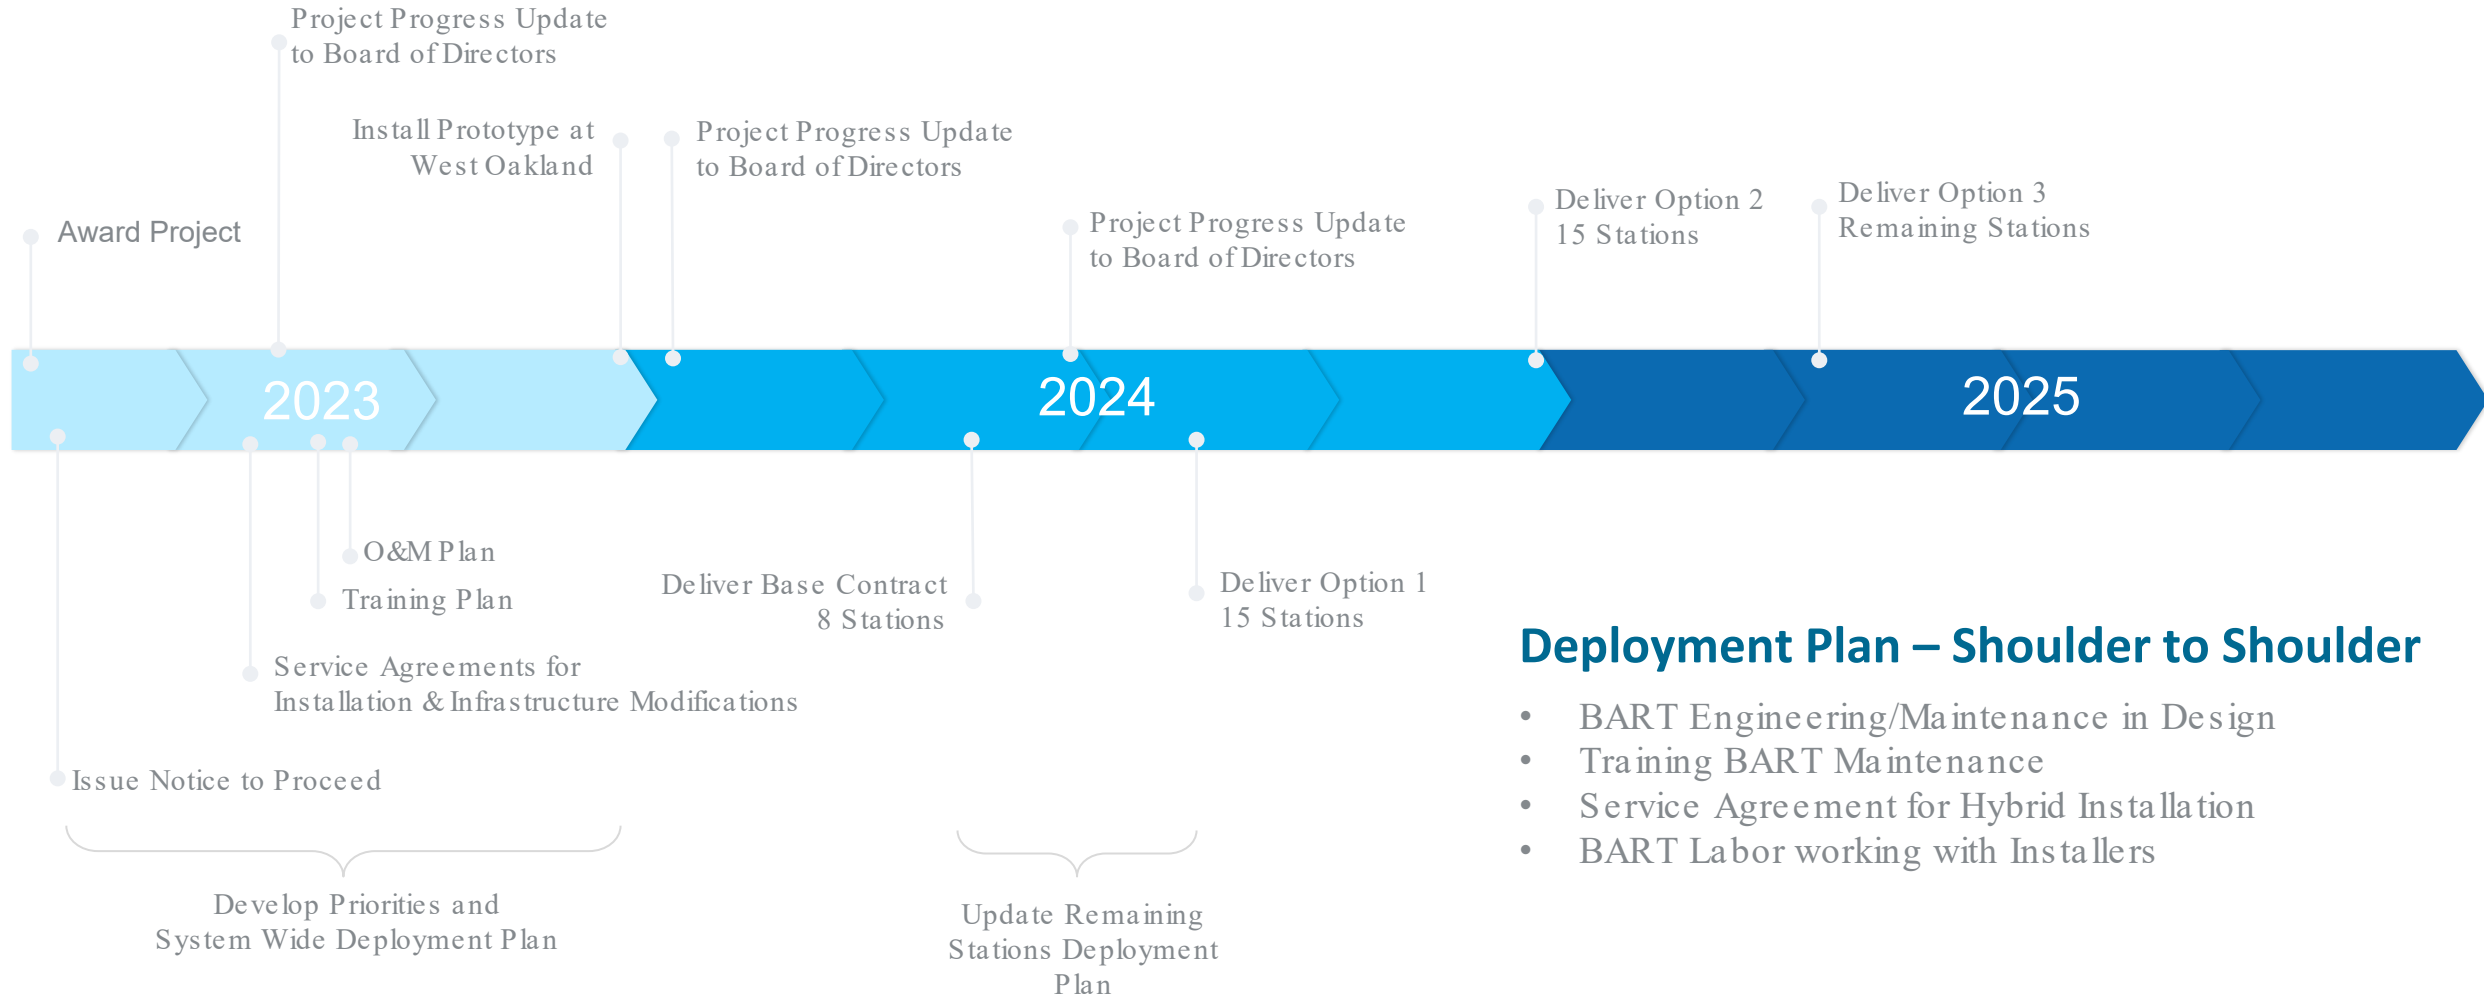 Project Progress Update
to Board of Directors
Install Prototype at
West Oakland
Project Progress Update
to Board of Directors
Award Project
Project Progress Update
to Board of Directors
Deliver Option 2
15 Stations
Deliver Option 3
Remaining Stations
2023
2024
2025
O&M Plan
Training Plan
Service Agreements for
Installation & Infrastructure Modifications
Issue Notice to Proceed
Deliver Base Contract
8 Stations
Deliver Option 1
15 Stations
Develop Priorities and
System Wide Deployment Plan
Update Remaining
Stations Deployment
Plan
Deployment Plan – Shoulder to Shoulder
• BART Engineering/Maintenance in Design
• Training BART Maintenance
• Service Agreement for Hybrid Installation
• BART Labor working with Installers